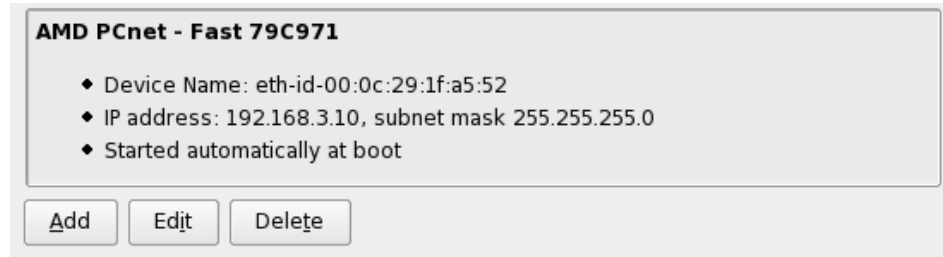 AMD PCnet - Fast 79C971
Device Name: eth-id-00:0c:29:1f:a5:52
IP address: 192.168.3.10, subnet mask 255.255.255.0
Started automatically at boot
Add Edit Delete